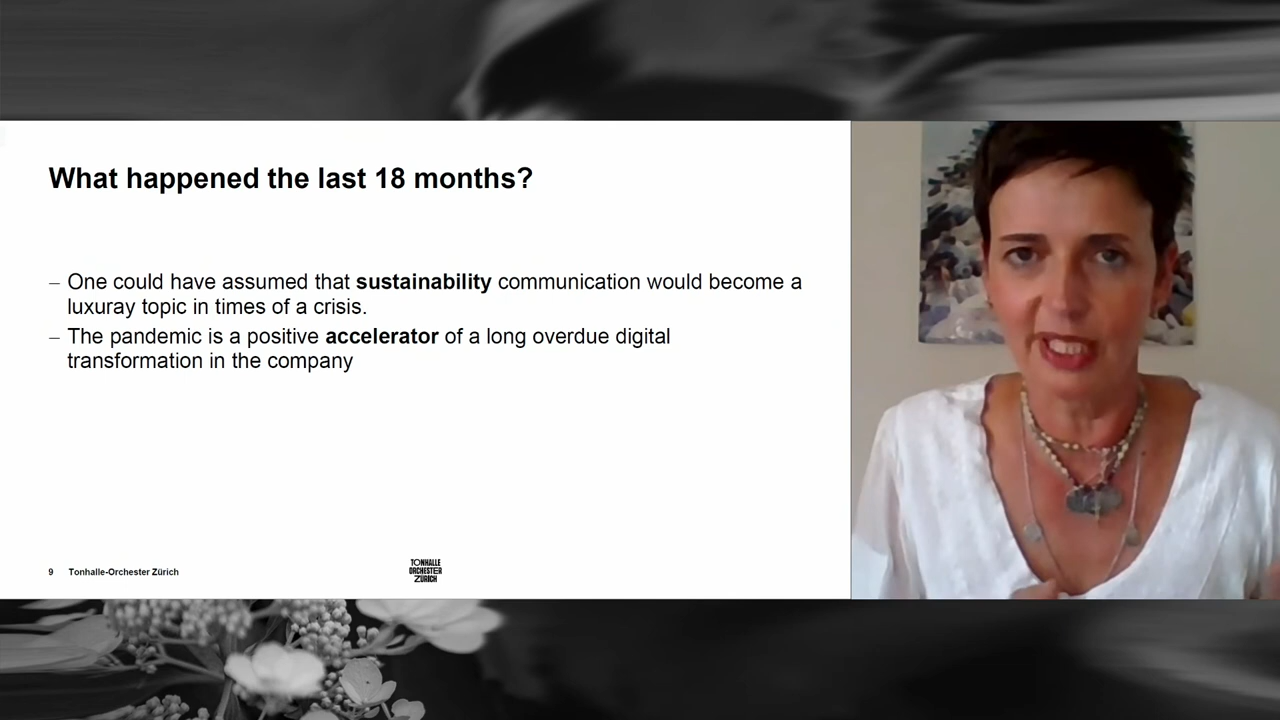 What happened the last 18 months?
– One could have assumed that sustainability communication would become a
luxuray topic in times of a crisis.
– The pandemic is a positive accelerator of a long overdue digital
transformation in the company
9 Tonhalle-Orchester Zürich
TONHALLE
ORCHESTER
ZÜRICH